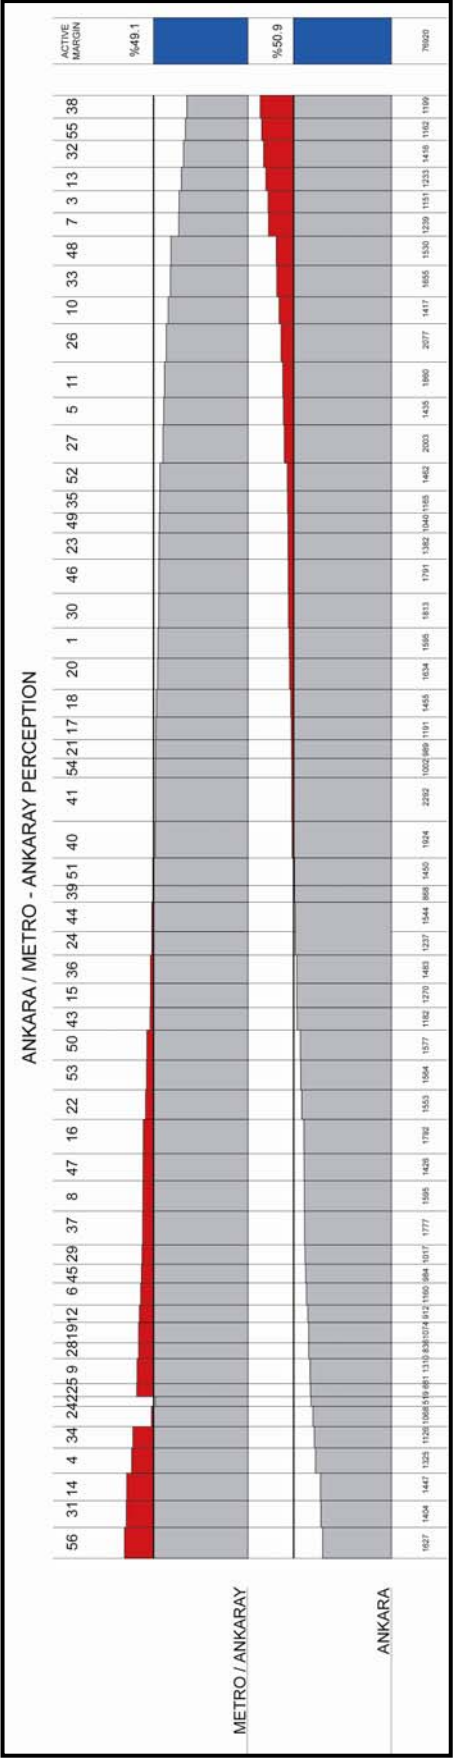 ANKARA / METRO - ANKARAY PERCEPTION
56 31 14 4 34 2 42 25 9 28 19 12 6 45 29 37 8 47 16 22 53 50 43 15 36 24 44 39 51 40 41 54 21 17 18 20 1 30 46 23 49 35 52 27 5 11 26 10 33 48 7 3 13 32 55 38 ACTIVE
MARGIN
%49.1
METRO / ANKARAY
%50.9
ANKARA
1627 1404 1447 1325 1126 1068 519 681 1310 836 1074 912 1160 984 1017 1777 1595 1426 1792 1553 1564 1577 1182 1270 1483 1237 1544 868 1450 1924 2292 1002 989 1191 1455 1634 1595 1813 1791 1382 1040 1165 1462 2003 1435 1860 2077 1417 1655 1530 1239 1151 1233 1416 1162 1199 76920